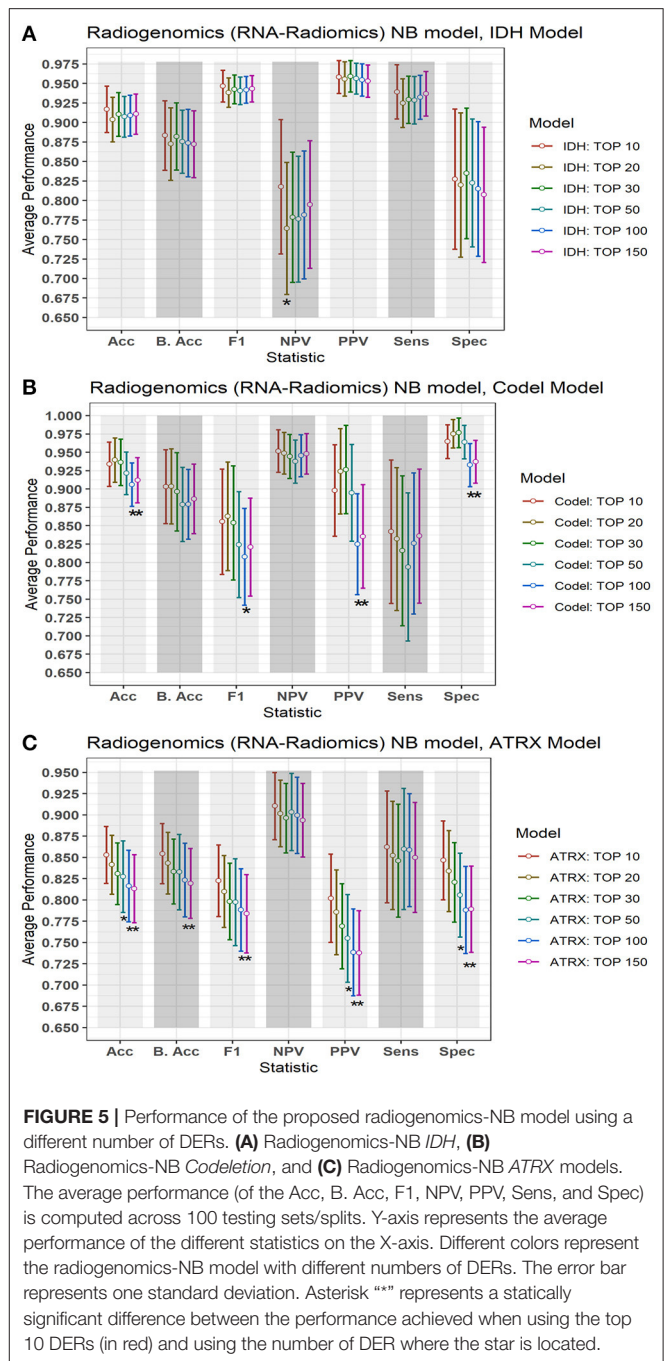 A
Radiogenomics (RNA-Radiomics) NB model, IDH Model
0.975
0.950
0.925
0.900
0.875
0.850
0.825
0.800
0.775
0.750
0.725
0.700
0.675
0.650
Average Performance
*
Acc B. Acc F1 NPV PPV Sens Spec
Statistic
Model
IDH: TOP 10
IDH: TOP 20
IDH: TOP 30
IDH: TOP 50
IDH: TOP 100
IDH: TOP 150
B
Radiogenomics (RNA-Radiomics) NB model, Codel Model
1.000
0.975
0.950
0.925
0.900
0.875
0.850
0.825
0.800
0.775
0.750
0.725
0.700
0.675
0.650
Average Performance
** * ** **
Acc B. Acc F1 NPV PPV Sens Spec
Statistic
Model
Codel: TOP 10
Codel: TOP 20
Codel: TOP 30
Codel: TOP 50
Codel: TOP 100
Codel: TOP 150
C
Radiogenomics (RNA-Radiomics) NB model, ATRX Model
0.950
0.925
0.900
0.875
0.850
0.825
0.800
0.775
0.750
0.725
0.700
0.675
0.650
Average Performance
* ** ** ** * ** * **
Acc B. Acc F1 NPV PPV Sens Spec
Statistic
Model
ATRX: TOP 10
ATRX: TOP 20
ATRX: TOP 30
ATRX: TOP 50
ATRX: TOP 100
ATRX: TOP 150
FIGURE 5 | Performance of the proposed radiogenomics-NB model using a
different number of DERs. (A) Radiogenomics-NB IDH, (B)
Radiogenomics-NB Codeletion, and (C) Radiogenomics-NB ATRX models.
The average performance (of the Acc, B. Acc, F1, NPV, PPV, Sens, and Spec)
is computed across 100 testing sets/splits. Y-axis represents the average
performance of the different statistics on the X-axis. Different colors represent
the radiogenomics-NB model with different numbers of DERs. The error bar
represents one standard deviation. Asterisk “*” represents a statically
significant difference between the performance achieved when using the top
10 DERs (in red) and using the number of DER where the star is located.